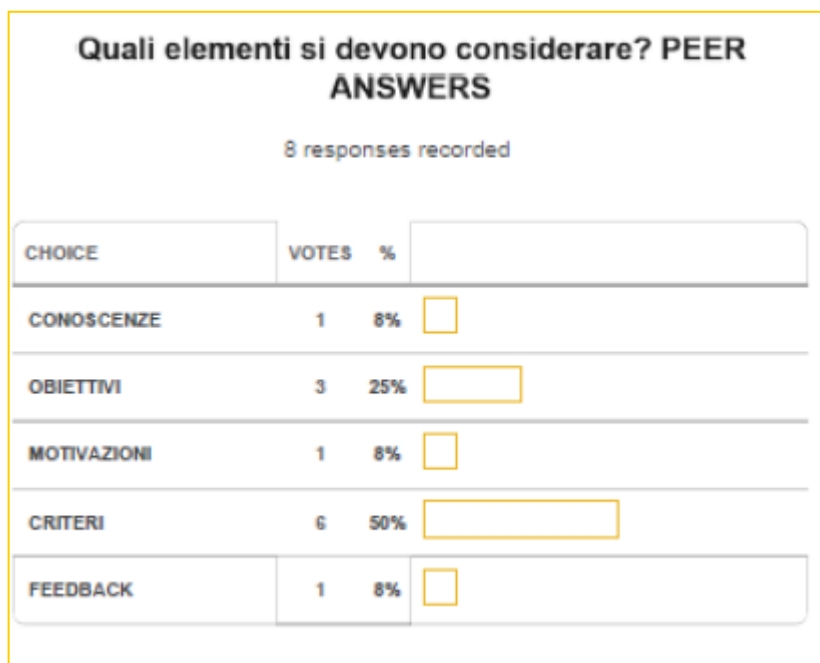 Quali elementi si devono considerare? PEER
ANSWERS
8 responses recorded
CHOICE VOTES %
CONOSCENZE 1 8%
OBIETTIVI 3 25%
MOTIVAZIONI 1 8%
CRITERI 6 50%
FEEDBACK 1 8%